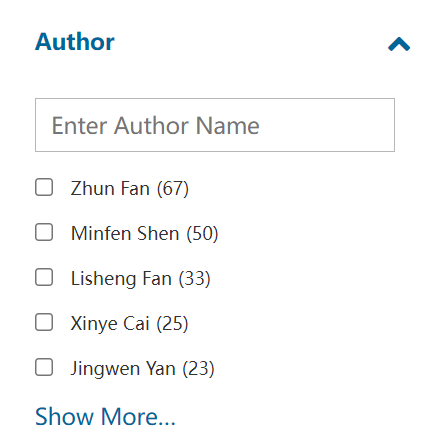 Author
Enter Author Name
Zhun Fan (67)
Minfen Shen (50)
Lisheng Fan (33)
Xinye Cai (25)
Jingwen Yan (23)
Show More...